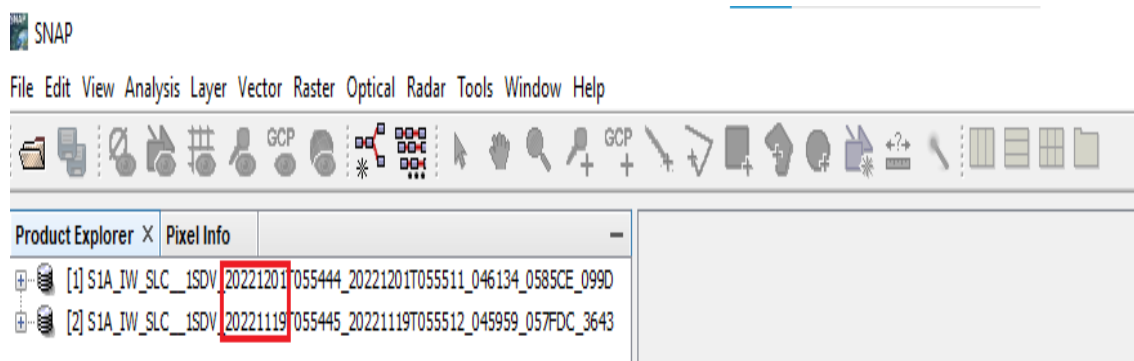 SNAP
File Edit View Analysis Layer Vector Raster Optical Radar Tools Window Help
GCP GCP
Product Explorer × Pixel Info
[1] S1A_IW_SLC__1SDV_20221201T055444_20221201T055511_046134_0585CE_099D
[2] S1A_IW_SLC__1SDV_20221119T055445_20221119T055512_045959_057FDC_3643